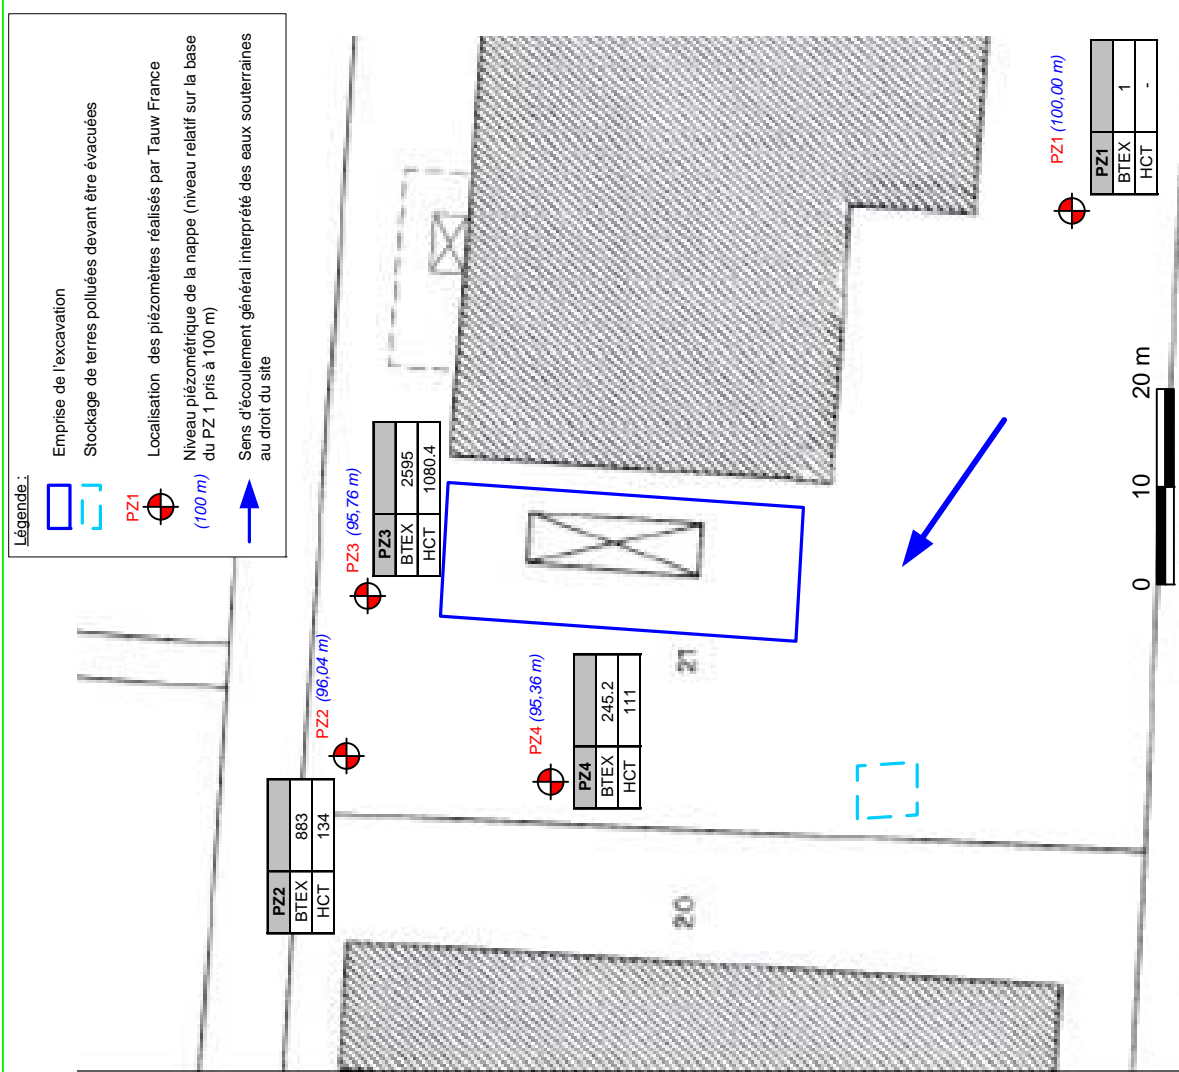 Légende :
Emprise de l'excavation
Stockage de terres polluées devant être évacuées
PZ1
Localisation des piézomètres réalisés par Tauw France
(100 m)
Niveau piézométrique de la nappe (niveau relatif sur la base
du PZ 1 pris à 100 m)
Sens d'écoulement général interprété des eaux souterraines
au droit du site
PZ2 (96,04 m)
PZ2
BTEX 883
HCT 134
PZ3 (95,76 m)
PZ3
BTEX 2595
HCT 1080.4
PZ4 (95,36 m)
PZ4
BTEX 245.2
HCT 111
21
20
PZ1 (100,00 m)
PZ1
BTEX 1
HCT -
0 10 20 m